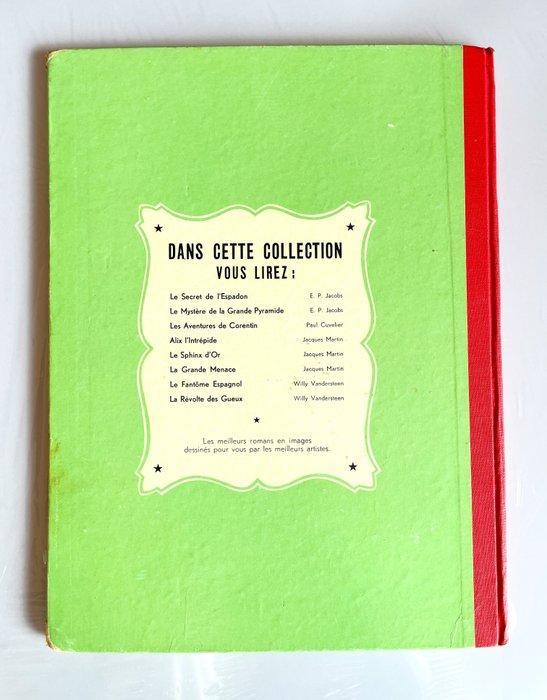 DANS CETTE COLLECTION
VOUS LIREZ :
Le Secret de l'Espadon E. P. Jacobs
Le Mystère de la Grande Pyramide E. P. Jacobs
Les Aventures de Corentin Paul Cuvelier
Alix l'Intrépide Jacques Martin
Le Sphinx d'Or Jacques Martin
La Grande Menace Jacques Martin
Le Fantôme Espagnol Willy Vandersteen
La Révolte des Gueux Willy Vandersteen
Les meilleurs romans en images
dessinés pour vous par les meilleurs artistes.